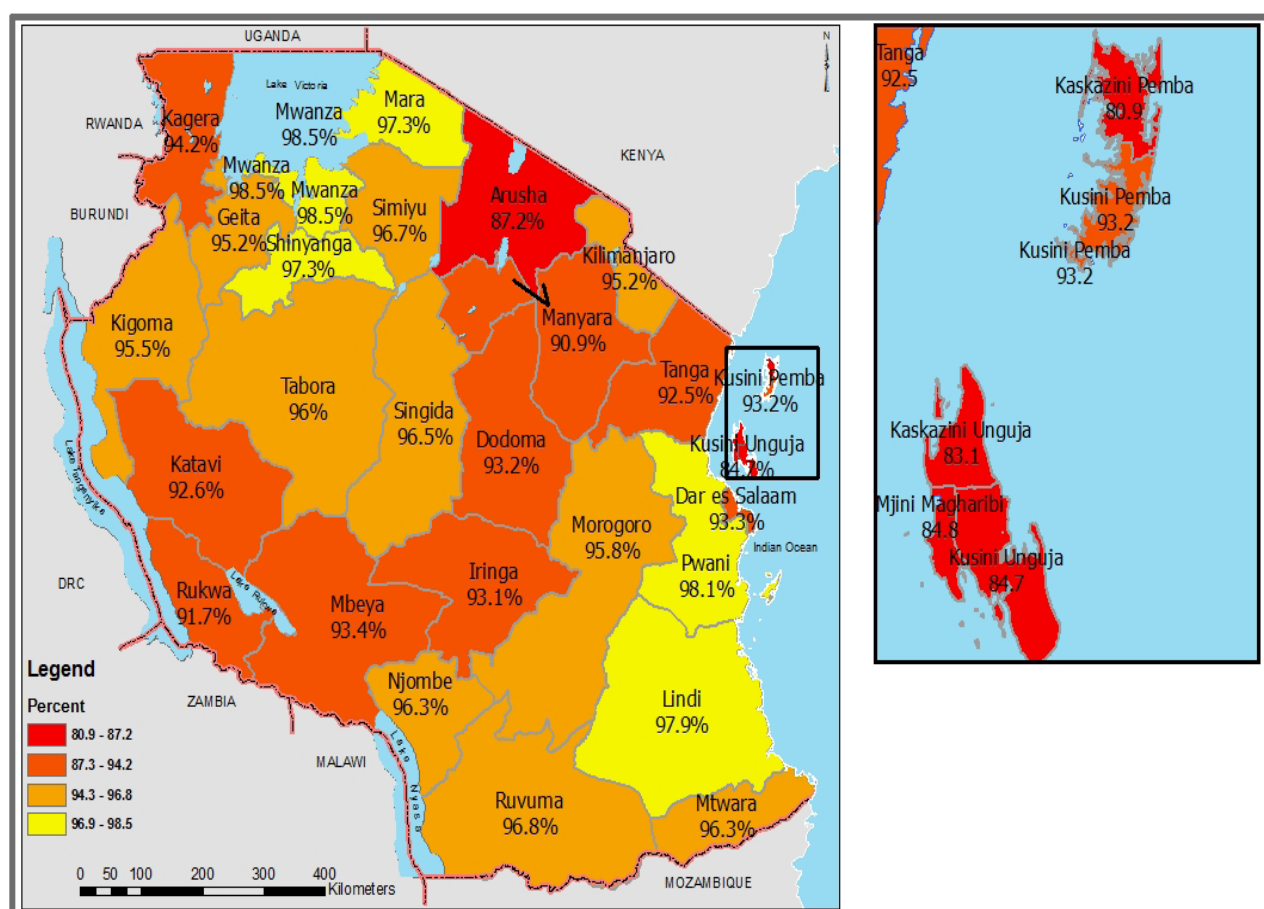 UGANDA
N
Lake Victoria
Mara
97.3%
Mwanza
98.5%
Kagera
94.2%
RWANDA
KENYA
Mwanza
98.5%
Mwanza
98.5%
Simiyu
96.7%
Arusha
87.2%
BURUNDI
Geita
95.2%
Shinyanga
97.3%
Kilimanjaro
95.2%
Kigoma
95.5%
Manyara
90.9%
Tabora
96%
Singida
96.5%
Tanga
92.5%
Kusini Pemba
93.2%
Dodoma
93.2%
Kusini Unguja
84.7%
Katavi
92.6%
Lake Tanganyika
Dar es Salaam
93.3%
Morogoro
95.8%
Indian Ocean
Pwani
98.1%
DRC
Rukwa
91.7%
Lake Rukwa
Mbeya
93.4%
Iringa
93.1%
Njombe
96.3%
Lindi
97.9%
ZAMBIA
MALAWI
Lake Nyasa
Ruvuma
96.8%
Mtwara
96.3%
MOZAMBIQUE
Legend
Percent
80.9 - 87.2
87.3 - 94.2
94.3 - 96.8
96.9 - 98.5
0 50 100 200 300 400
Kilometers
Tanga
92.5
Kaskazini Pemba
80.9
Kusini Pemba
93.2
Kusini Pemba
93.2
Kaskazini Unguja
83.1
Mjini Magharibi
84.8
Kusini Unguja
84.7